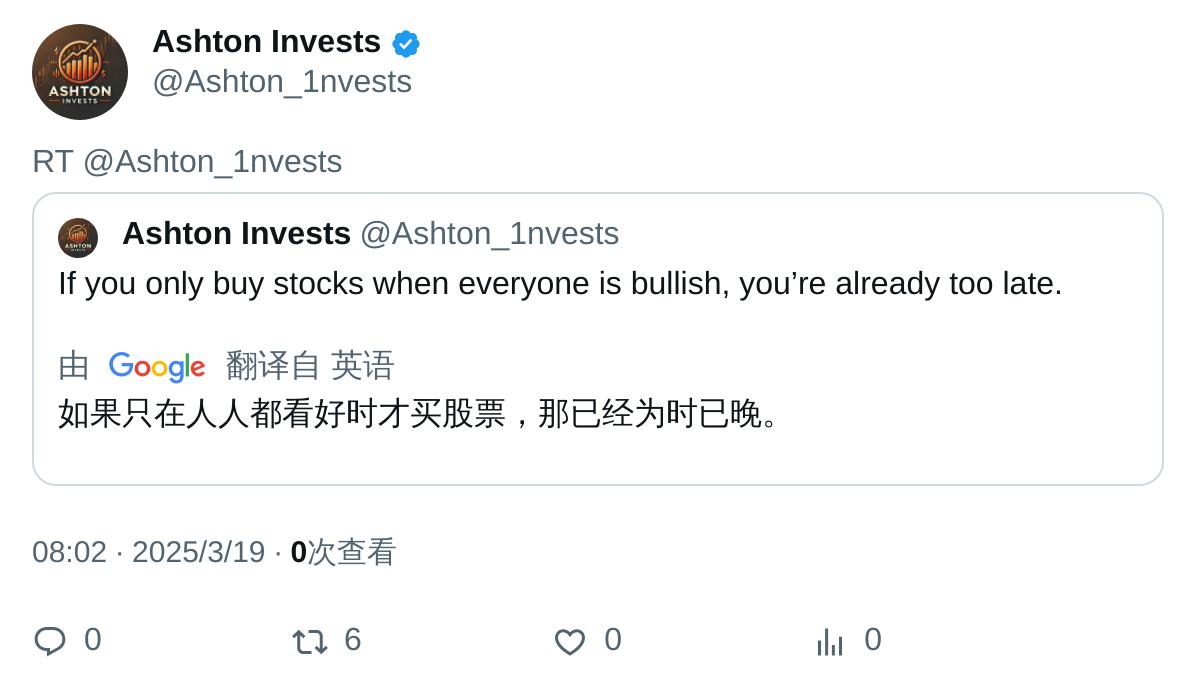 Ashton Invests
@Ashton_1nvests
ASHTON
INVESTS
RT @Ashton_1nvests
Ashton Invests @Ashton_1nvests
ASHTON
If you only buy stocks when everyone is bullish, you’re already too late.
由 Google 翻译自 英语
如果只在人人都看好时才买股票，那已经为时已晚。
08:02 · 2025/3/19 · 0次查看
0 6 0 0